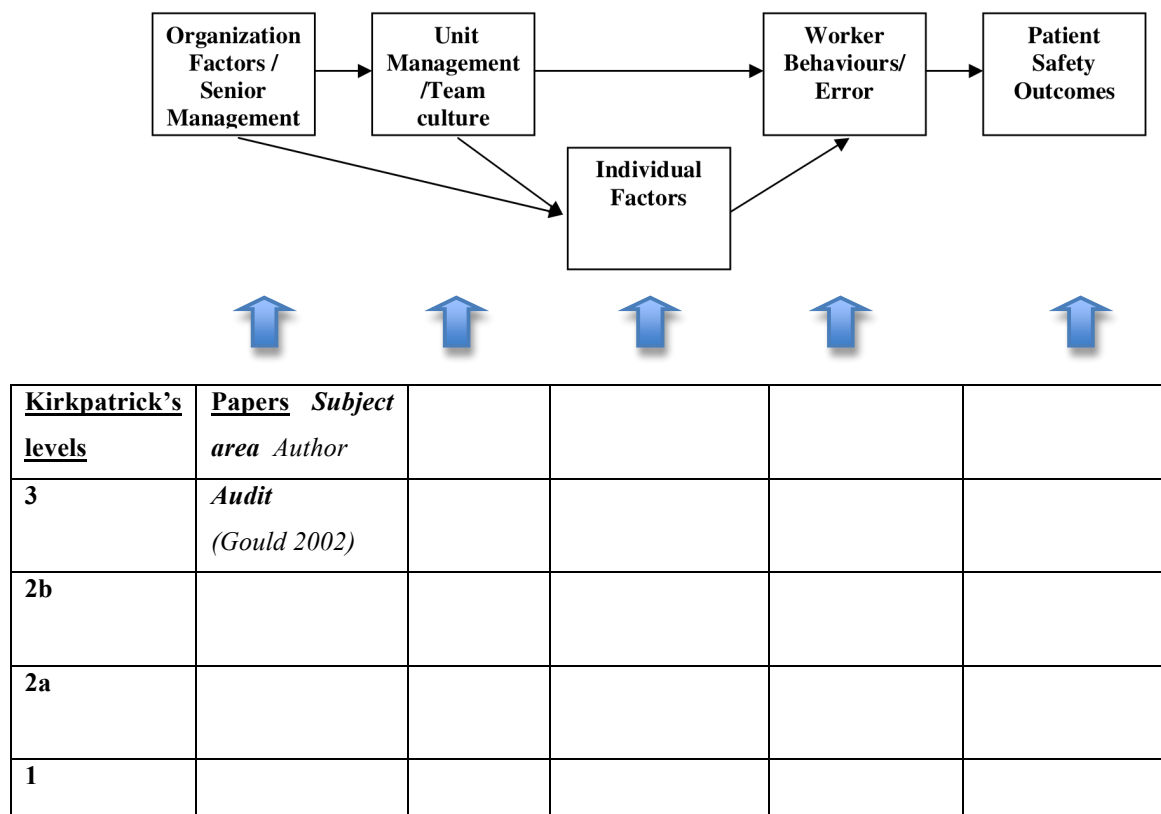 Organization
Factors /
Senior
Management
Unit
Management
/Team
culture
Worker
Behaviours/
Error
Patient
Safety
Outcomes
Individual
Factors
Kirkpatrick's
levels
Papers Subject
area Author
3
Audit
(Gould 2002)
2b
2a
1